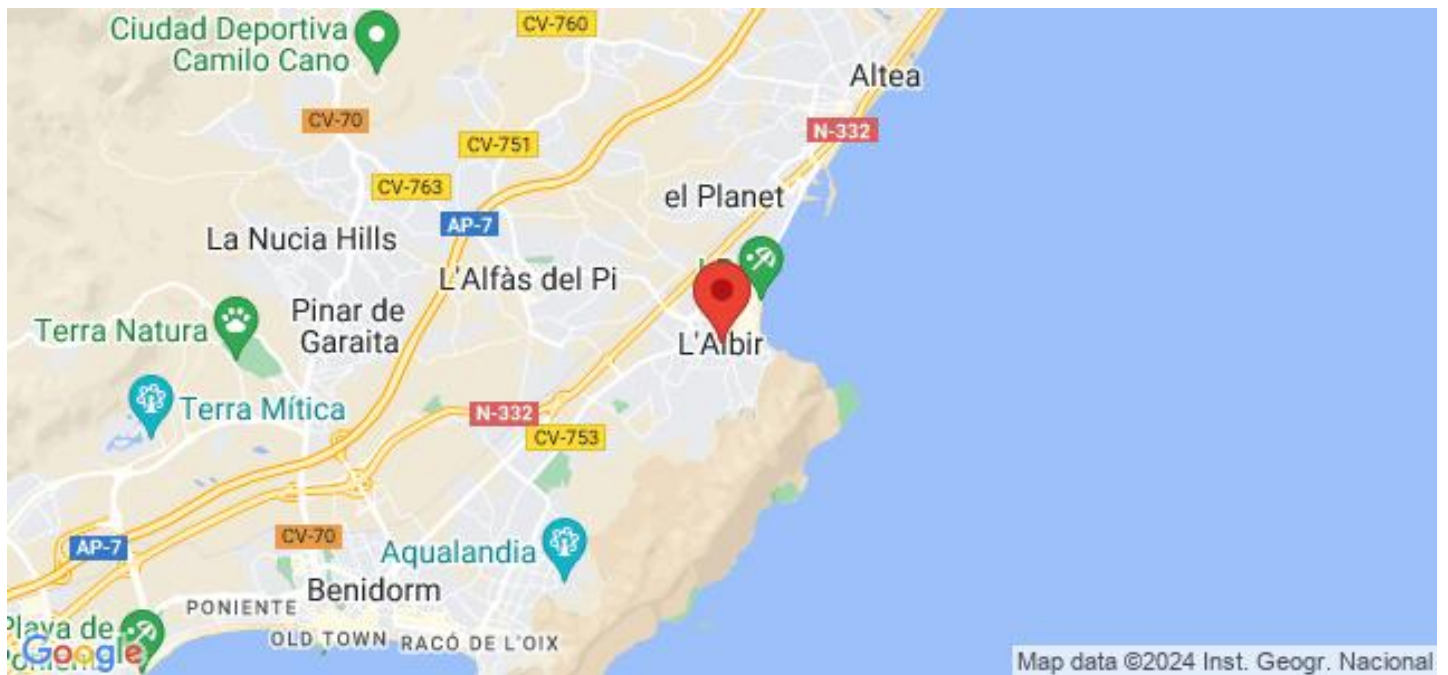 Ciudad Deportiva
Camilo Cano
CV-760
Altea
CV-70
N-332
CV-751
CV-763
el Planet
AP-7
La Nucia Hills
L'Alfàs del Pi
Pinar de
Garaita
Terra Natura
L'Albir
Terra Mítica
N-332
CV-753
CV-70
AP-7
Aqualandia
Benidorm
PONIENTE
OLD TOWN
RACÓ DE L'OIX
Playa de
Google
Map data ©2024 Inst. Geogr. Nacional